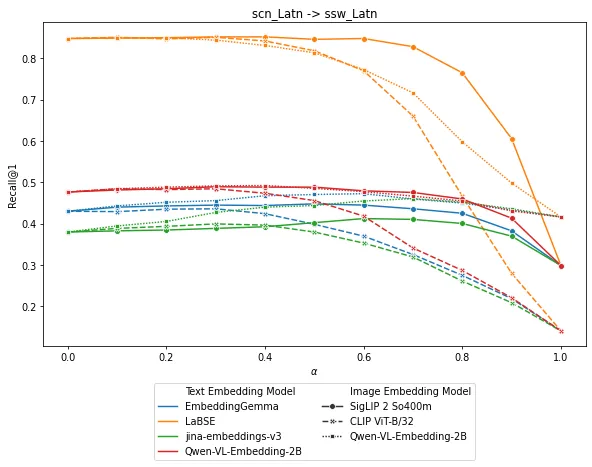 scn_Latn -> ssw_Latn
Recall@1
0.8
0.7
0.6
0.5
0.4
0.3
0.2
0.0 0.2 0.4 0.6 0.8 1.0
α
Text Embedding Model
EmbeddingGemma
LaBSE
jina-embeddings-v3
Qwen-VL-Embedding-2B
Image Embedding Model
SigLIP 2 So400m
CLIP ViT-B/32
Qwen-VL-Embedding-2B